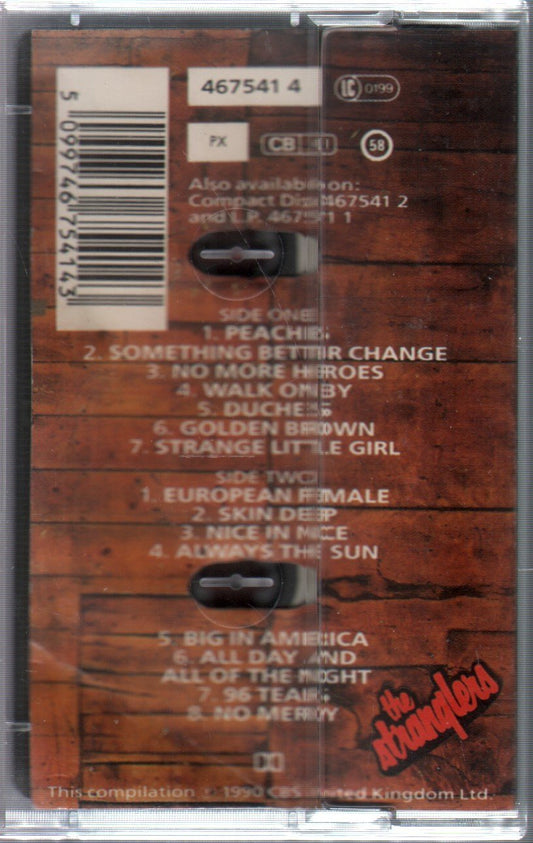 467541 4
LC 0199
PX
CB
58
Also available on:
Compact Disc 467541 2
and L.P. 467541 1
5 099746 754143
SIDE ONE
1. PEACHES
2. SOMETHING BETTER CHANGE
3. NO MORE HEROES
4. WALK ON BY
5. DUCHESS
6. GOLDEN BROWN
7. STRANGE LITTLE GIRL
SIDE TWO
1. EUROPEAN FEMALE
2. SKIN DEEP
3. NICE IN NICE
4. ALWAYS THE SUN
5. BIG IN AMERICA
6. ALL DAY AND
ALL OF THE NIGHT
7. 96 TEARS
8. NO MERCY
the
stranglers
This compilation ℗ 1990 CBS United Kingdom Ltd.